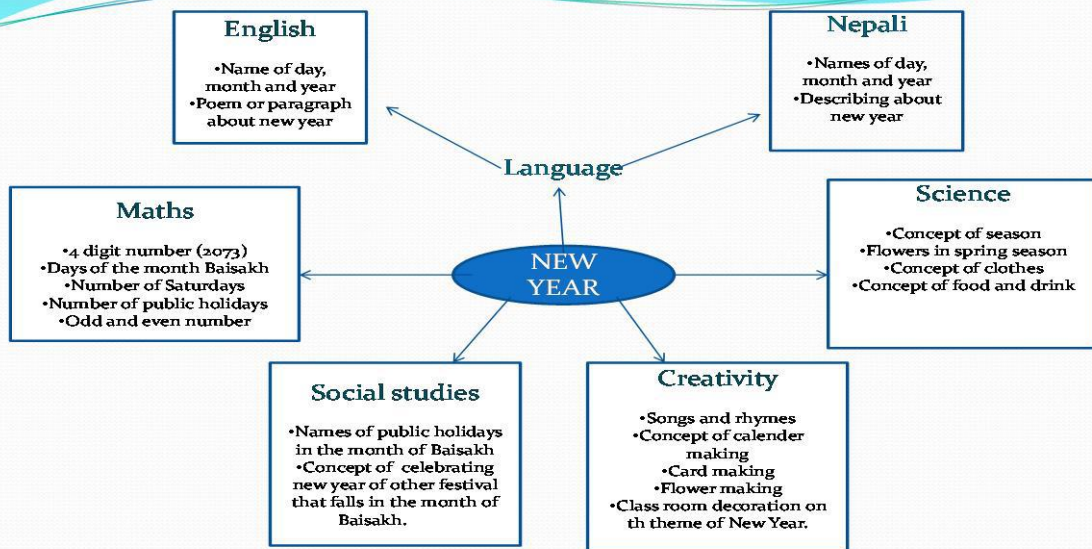 English
•Name of day,
month and year
•Poem or paragraph
about new year
Nepali
•Names of day,
month and year
•Describing about
new year
Language
Maths
•4 digit number (2073)
•Days of the month Baisakh
•Number of Saturdays
•Number of public holidays
•Odd and even number
NEW
YEAR
Science
•Concept of season
•Flowers in spring season
•Concept of clothes
•Concept of food and drink
Social studies
•Names of public holidays
in the month of Baisakh
•Concept of celebrating
new year of other festival
that falls in the month of
Baisakh.
Creativity
•Songs and rhymes
•Concept of calender
making
•Card making
•Flower making
•Class room decoration on
th theme of New Year.